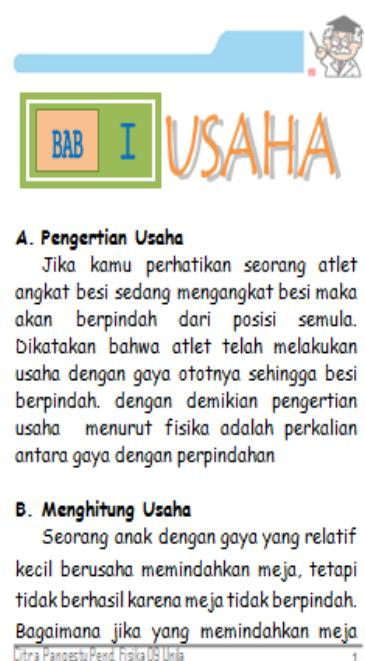 BAB I USAHA
A. Pengertian Usaha
Jika kamu perhatikan seorang atlet
angkat besi sedang mengangkat besi maka
akan berpindah dari posisi semula.
Dikatakan bahwa atlet telah melakukan
usaha dengan gaya ototnya sehingga besi
berpindah. dengan demikian pengertian
usaha menurut fisika adalah perkalian
antara gaya dengan perpindahan
B. Menghitung Usaha
Seorang anak dengan gaya yang relatif
kecil berusaha memindahkan meja, tetapi
tidak berhasil karena meja tidak berpindah.
Bagaimana jika yang memindahkan meja
Citra Pangestu Pend. Fisika 09 Unila 1